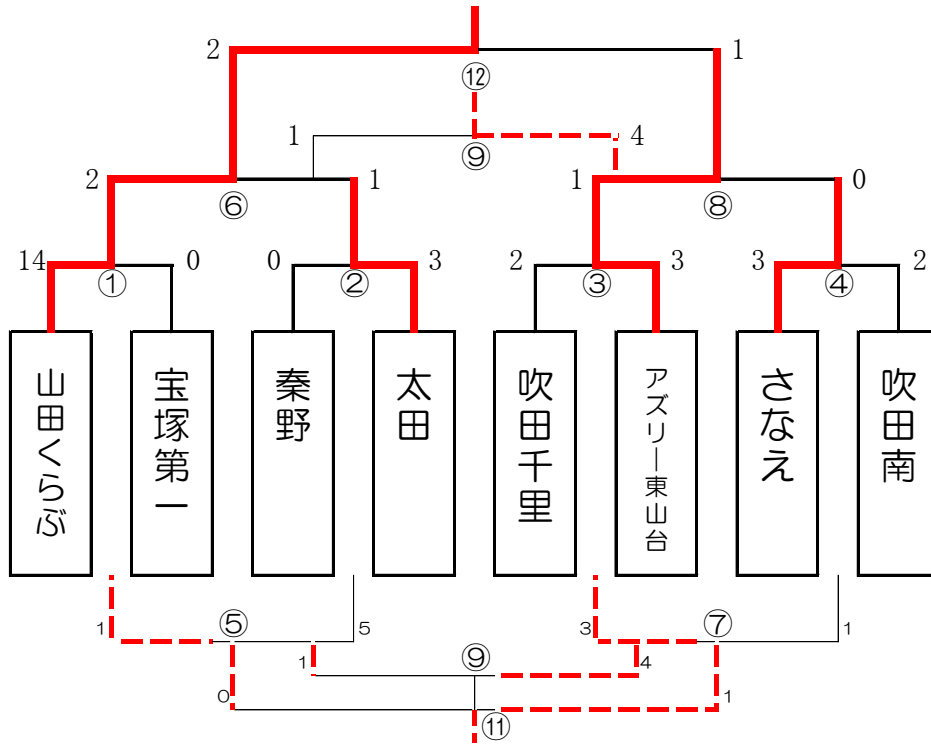 2 1
⑫
1 4
⑨
2 1 1 0
⑥ ⑧
14 0 0 3 2 3 3 2
① ② ③ ④
山田くらぶ
宝塚第一
秦野
太田
吹田千里
アズリー東山台
さなえ
吹田南
1 ⑤ 5 3 ⑦ 1
1 ⑨ 4
0 ⑪ 1